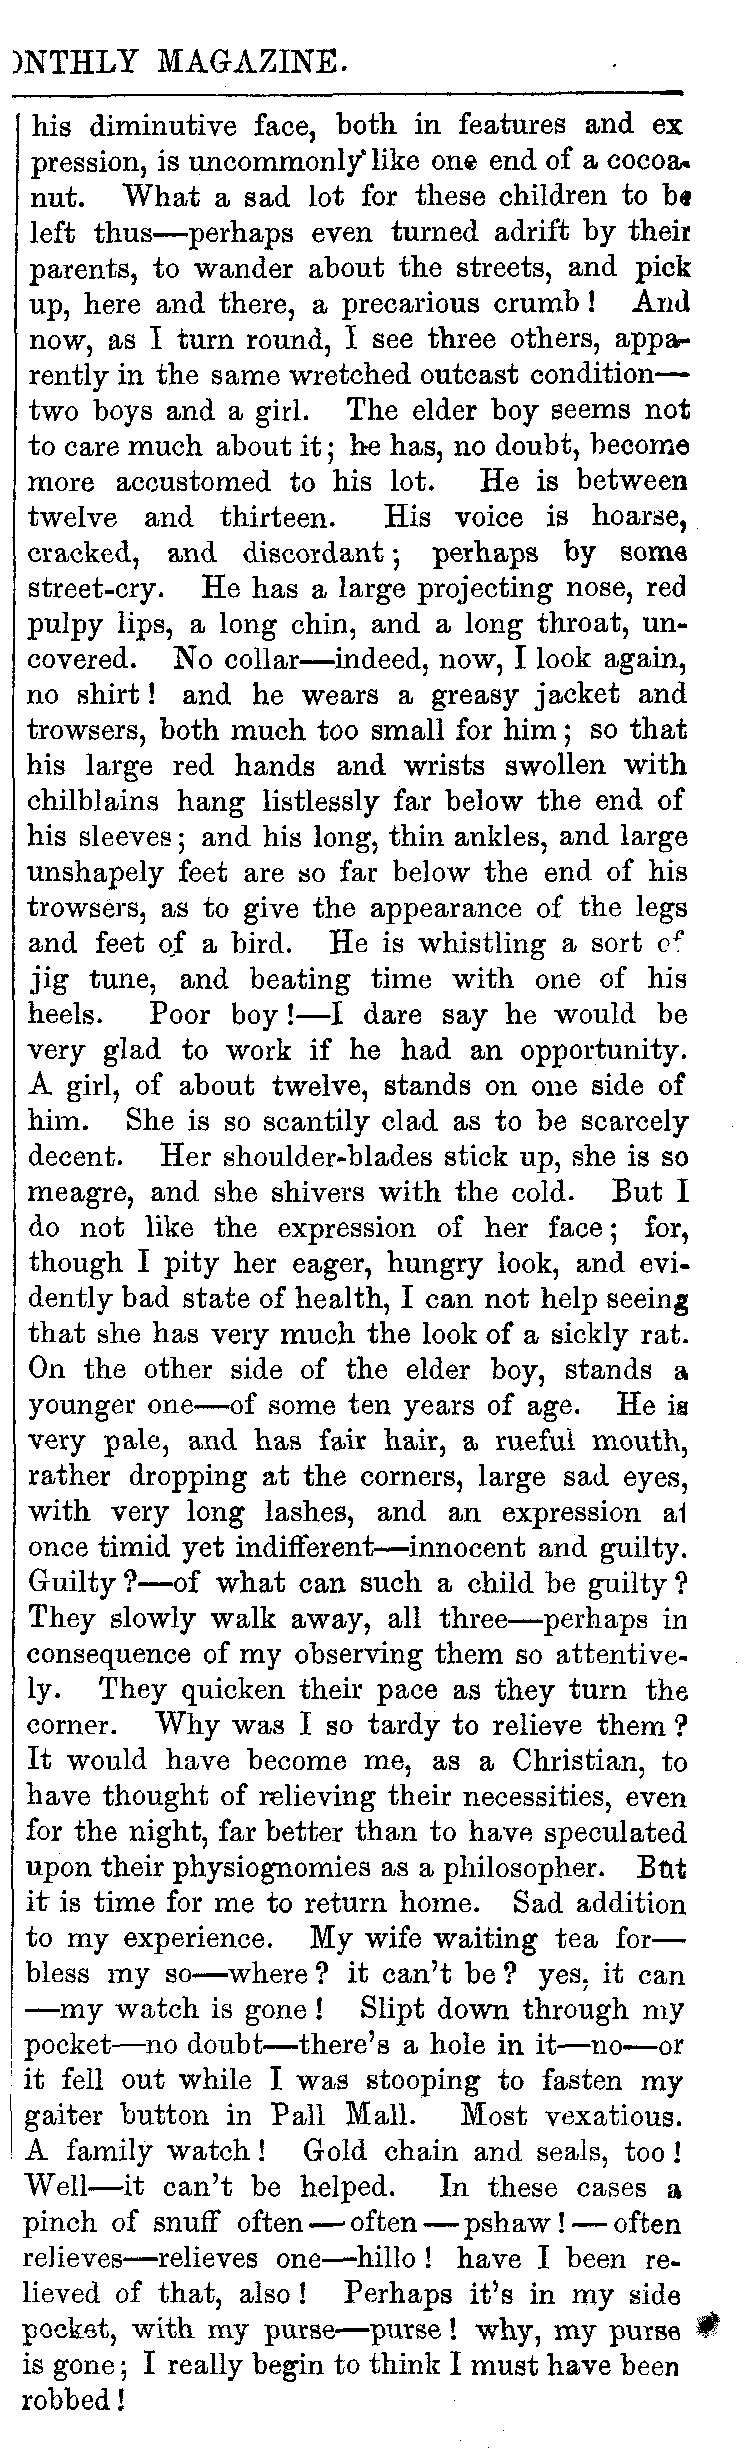 ONTHLY MAGAZINE.
his diminutive face, both in features and ex
pression, is uncommonly like one end of a cocoa-
nut. What a sad lot for these children to be
left thus—perhaps even turned adrift by their
parents, to wander about the streets, and pick
up, here and there, a precarious crumb! And
now, as I turn round, I see three others, appa-
rently in the same wretched outcast condition—
two boys and a girl. The elder boy seems not
to care much about it; he has, no doubt, become
more accustomed to his lot. He is between
twelve and thirteen. His voice is hoarse,
cracked, and discordant; perhaps by some
street-cry. He has a large projecting nose, red
pulpy lips, a long chin, and a long throat, un-
covered. No collar—indeed, now, I look again,
no shirt! and he wears a greasy jacket and
trowsers, both much too small for him; so that
his large red hands and wrists swollen with
chilblains hang listlessly far below the end of
his sleeves; and his long, thin ankles, and large
unshapely feet are so far below the end of his
trowsers, as to give the appearance of the legs
and feet of a bird. He is whistling a sort of
jig tune, and beating time with one of his
heels. Poor boy!—I dare say he would be
very glad to work if he had an opportunity.
A girl, of about twelve, stands on one side of
him. She is so scantily clad as to be scarcely
decent. Her shoulder-blades stick up, she is so
meagre, and she shivers with the cold. But I
do not like the expression of her face; for,
though I pity her eager, hungry look, and evi-
dently bad state of health, I can not help seeing
that she has very much the look of a sickly rat.
On the other side of the elder boy, stands a
younger one—of some ten years of age. He is
very pale, and has fair hair, a rueful mouth,
rather dropping at the corners, large sad eyes,
with very long lashes, and an expression at
once timid yet indifferent—innocent and guilty.
Guilty?—of what can such a child be guilty?
They slowly walk away, all three—perhaps in
consequence of my observing them so attentive-
ly. They quicken their pace as they turn the
corner. Why was I so tardy to relieve them?
It would have become me, as a Christian, to
have thought of relieving their necessities, even
for the night, far better than to have speculated
upon their physiognomies as a philosopher. But
it is time for me to return home. Sad addition
to my experience. My wife waiting tea for—
bless my so—where? it can't be? yes, it can
—my watch is gone! Slipt down through my
pocket—no doubt—there's a hole in it—no—or
it fell out while I was stooping to fasten my
gaiter button in Pall Mall. Most vexatious.
A family watch! Gold chain and seals, too!
Well—it can't be helped. In these cases a
pinch of snuff often—often—pshaw!—often
relieves—relieves one—hillo! have I been re-
lieved of that, also! Perhaps it's in my side
pocket, with my purse—purse! why, my purse
is gone; I really begin to think I must have been
robbed!